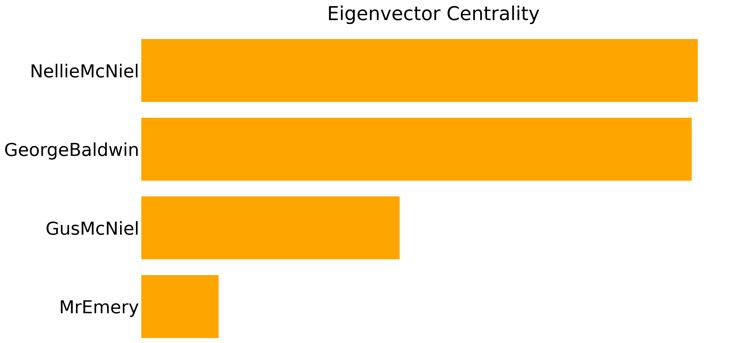 Eigenvector Centrality
NellieMcNiel
GeorgeBaldwin
GusMcNiel
MrEmery